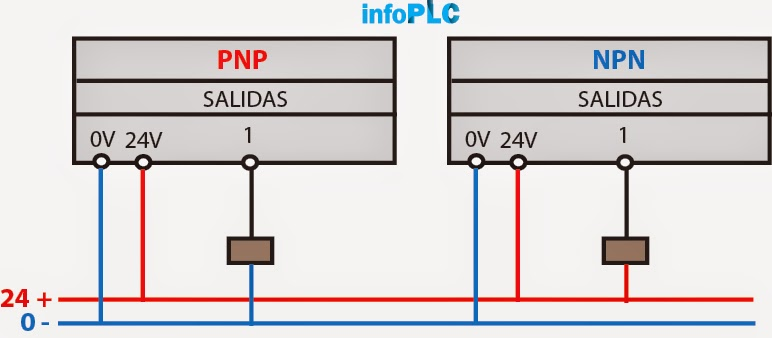 infoPLC
PNP
SALIDAS
0V 24V 1
NPN
SALIDAS
0V 24V 1
24 +
0 -